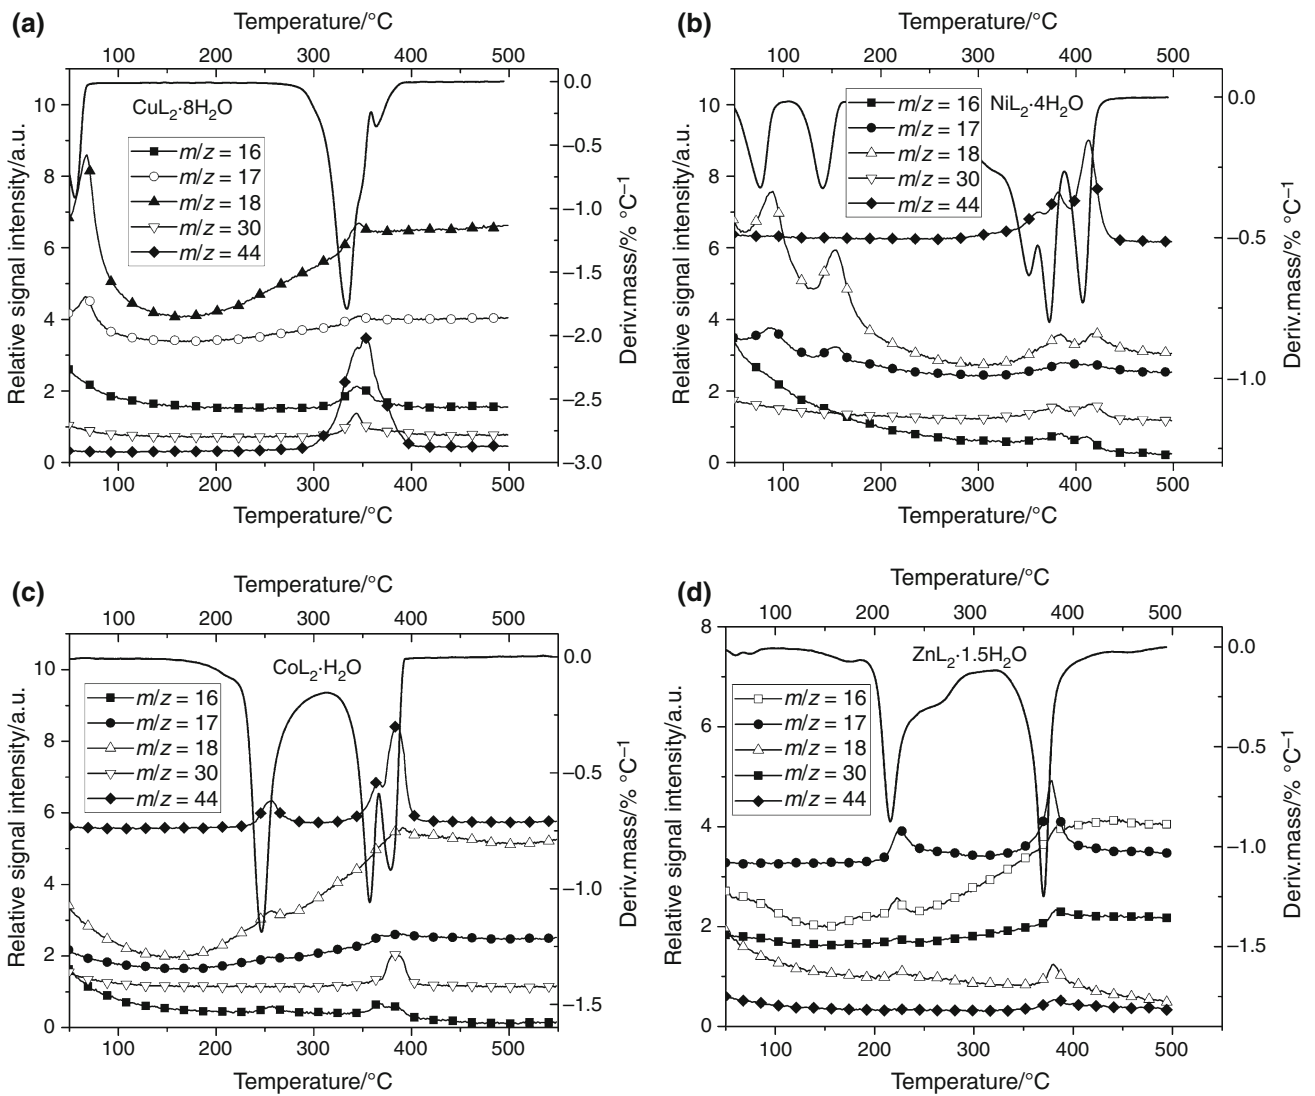 (a)
Temperature/°C
100 200 300 400 500
CuL2·8H2O
m/z = 16
m/z = 17
m/z = 18
m/z = 30
m/z = 44
Relative signal intensity/a.u.
10
8
6
4
2
0
0.0
−0.5
−1.0
−1.5
−2.0
−2.5
−3.0
Deriv.mass/% °C−1
100 200 300 400 500
Temperature/°C
(b)
Temperature/°C
100 200 300 400 500
NiL2·4H2O
m/z = 16
m/z = 17
m/z = 18
m/z = 30
m/z = 44
Relative signal intensity/a.u.
10
8
6
4
2
0
0.0
−0.5
−1.0
Deriv.mass/% °C−1
100 200 300 400 500
Temperature/°C
(c)
Temperature/°C
100 200 300 400 500
CoL2·H2O
m/z = 16
m/z = 17
m/z = 18
m/z = 30
m/z = 44
Relative signal intensity/a.u.
10
8
6
4
2
0
0.0
−0.5
−1.0
−1.5
Deriv.mass/% °C−1
100 200 300 400 500
Temperature/°C
(d)
Temperature/°C
100 200 300 400 500
ZnL2·1.5H2O
m/z = 16
m/z = 17
m/z = 18
m/z = 30
m/z = 44
Relative signal intensity/a.u.
8
6
4
2
0
0.0
−0.5
−1.0
−1.5
Deriv.mass/% °C−1
100 200 300 400 500
Temperature/°C